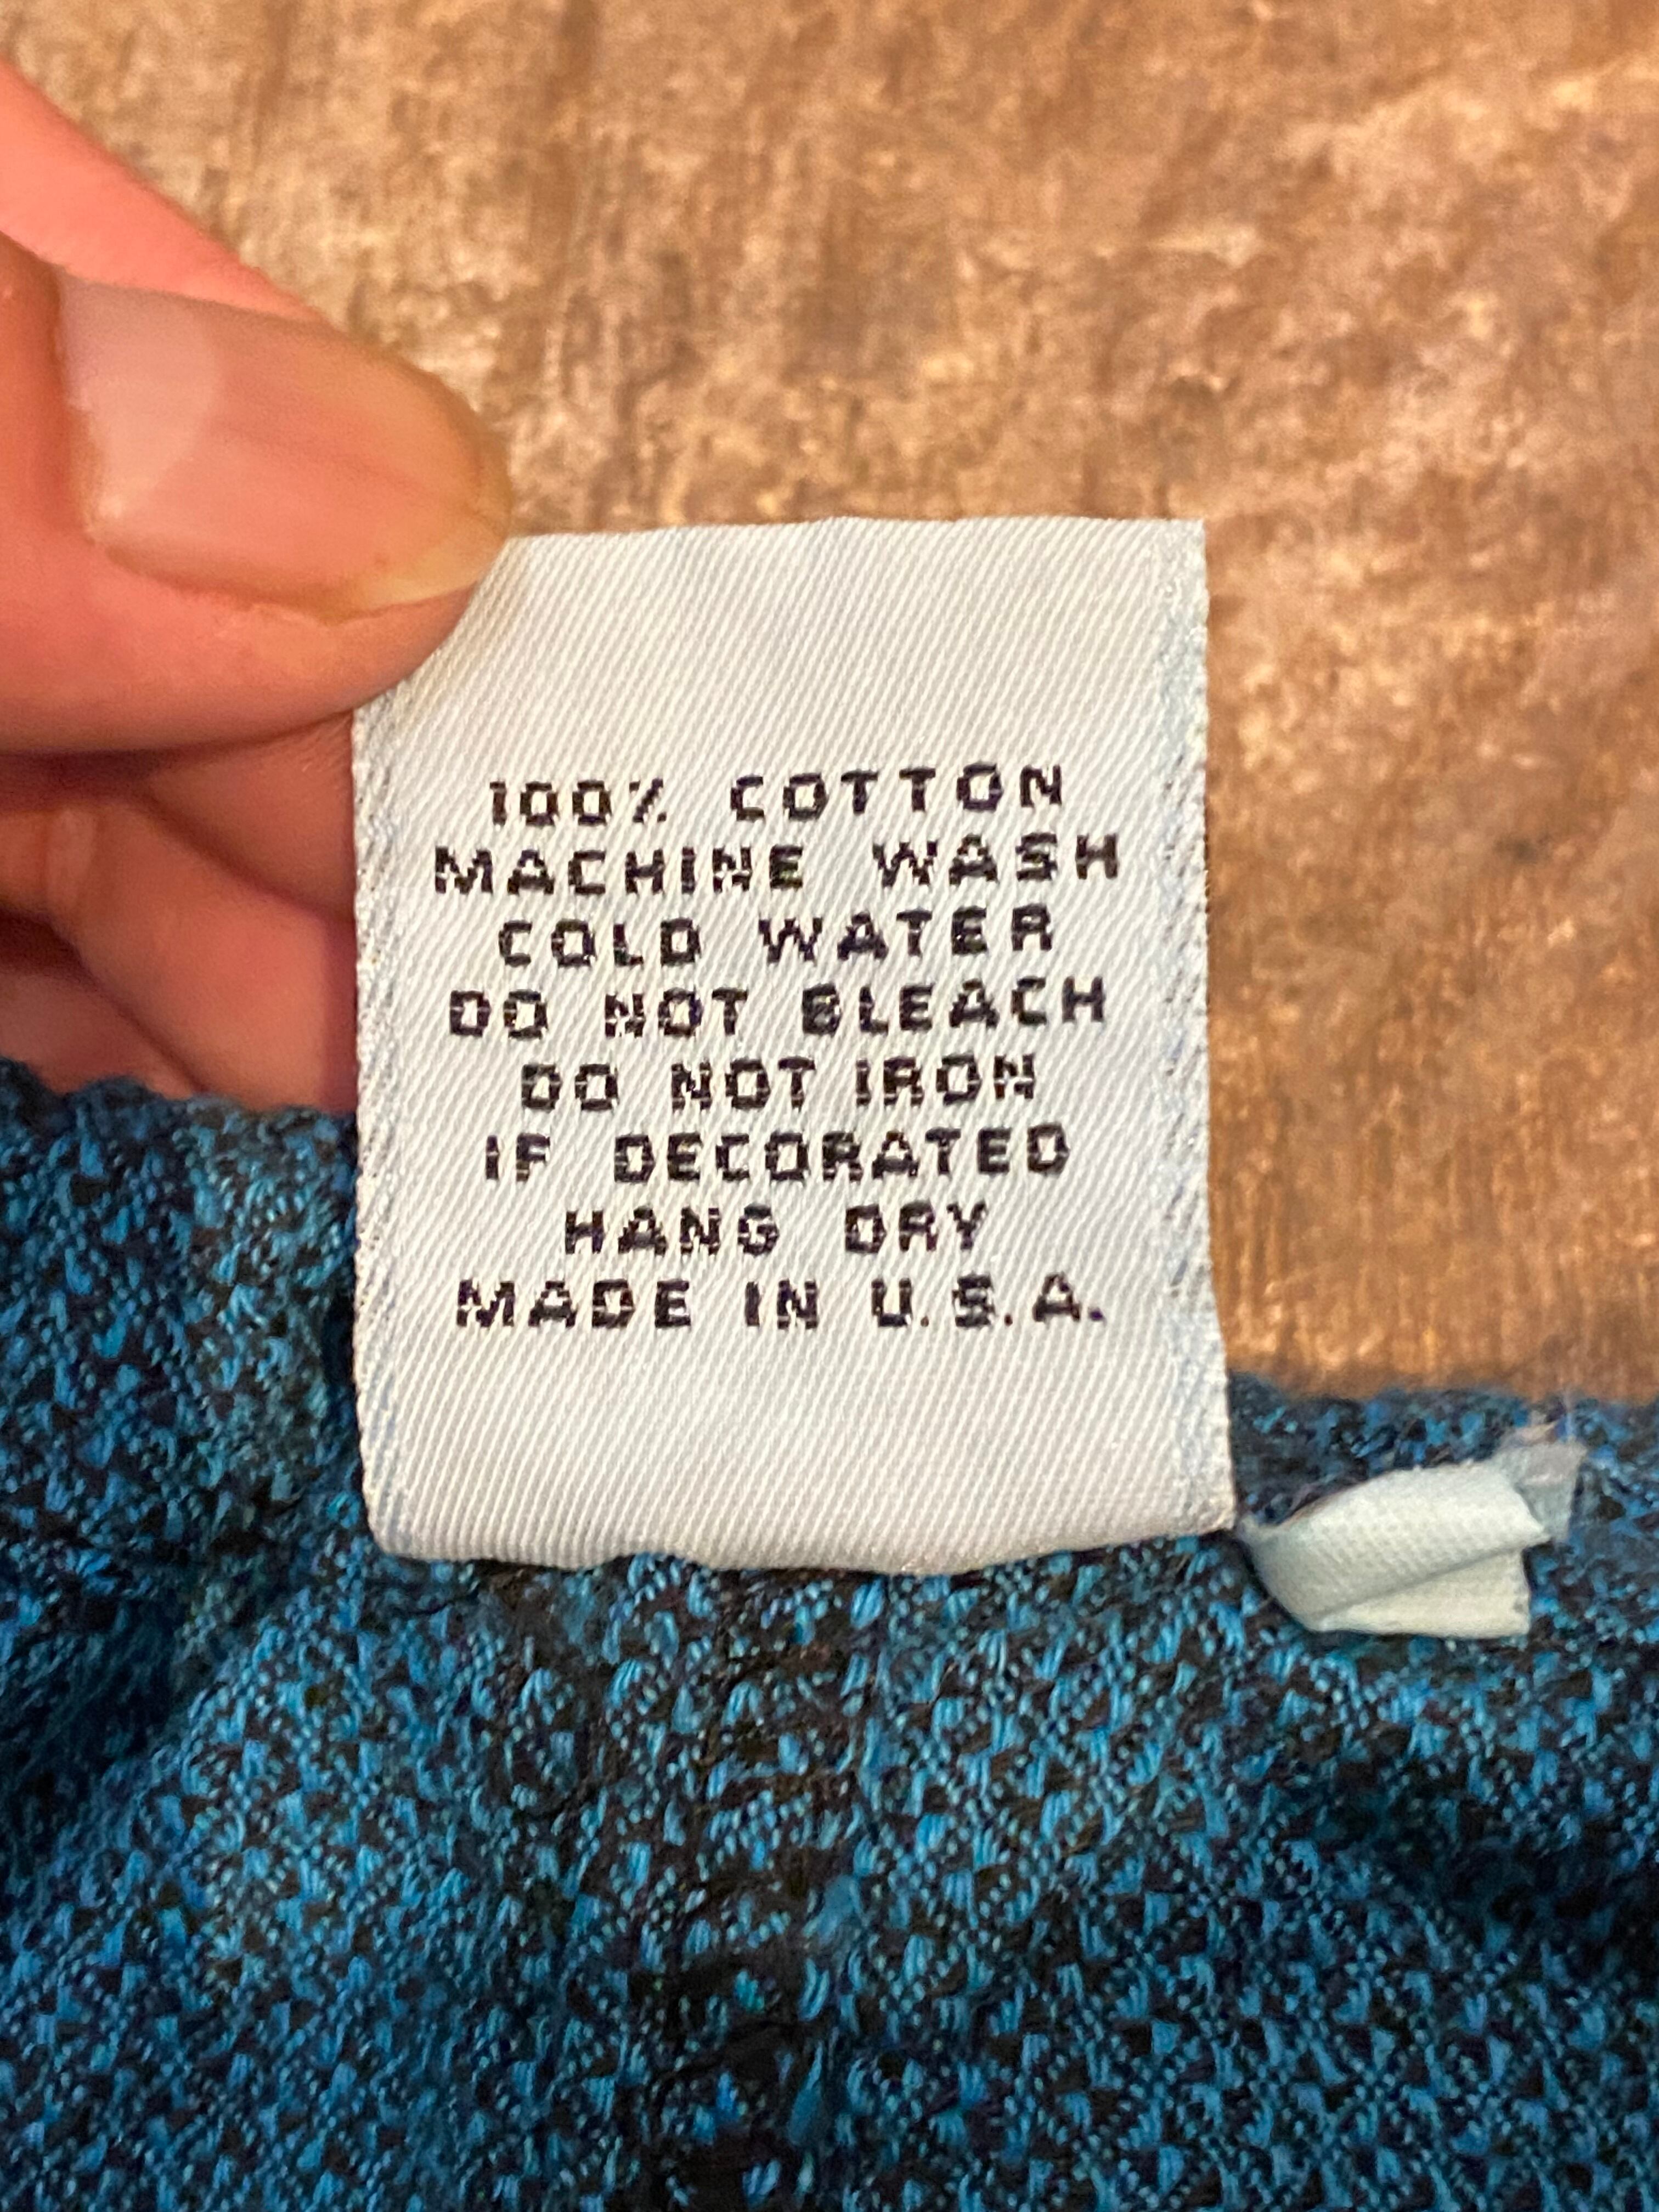 100% COTTON
MACHINE WASH
COLD WATER
DO NOT BLEACH
DO NOT IRON
IF DECORATED
HANG DRY
MADE IN U.S.A.